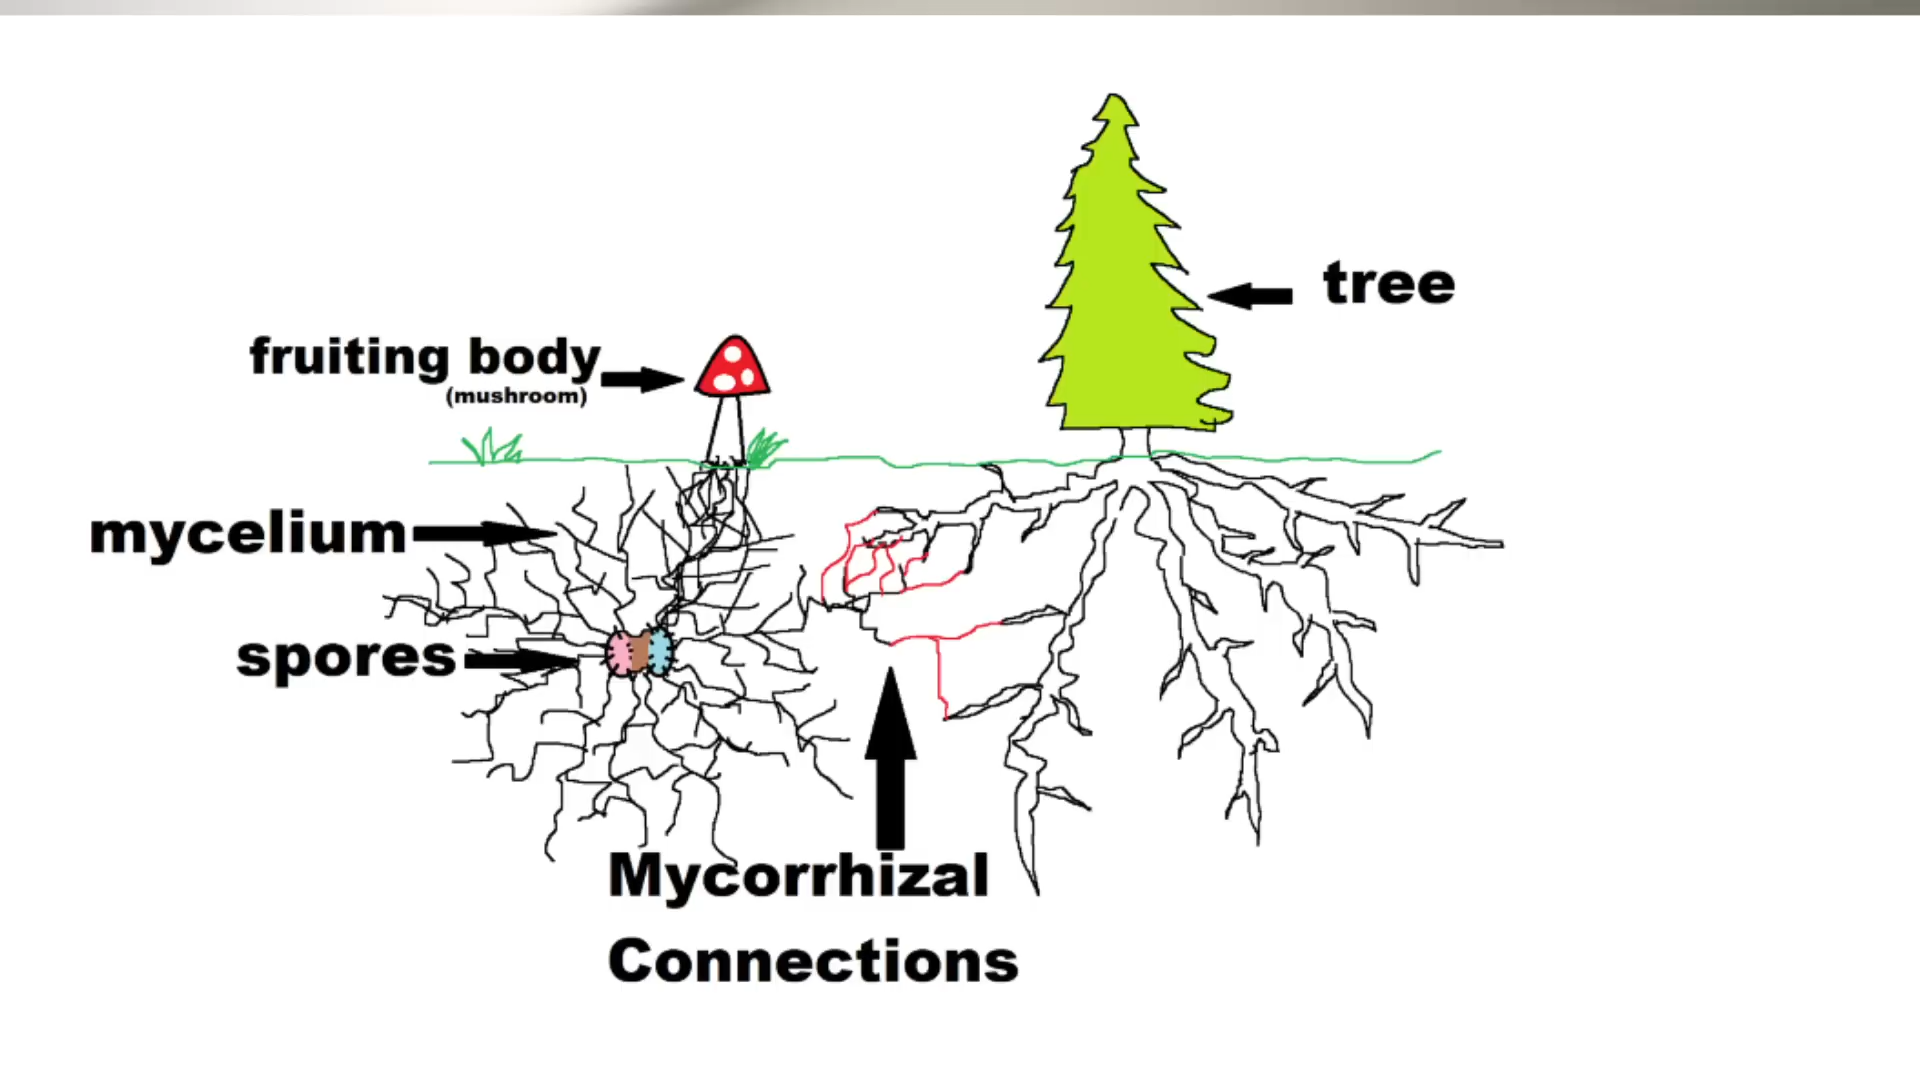 tree
fruiting body
(mushroom)
mycelium
spores
Mycorrhizal
Connections